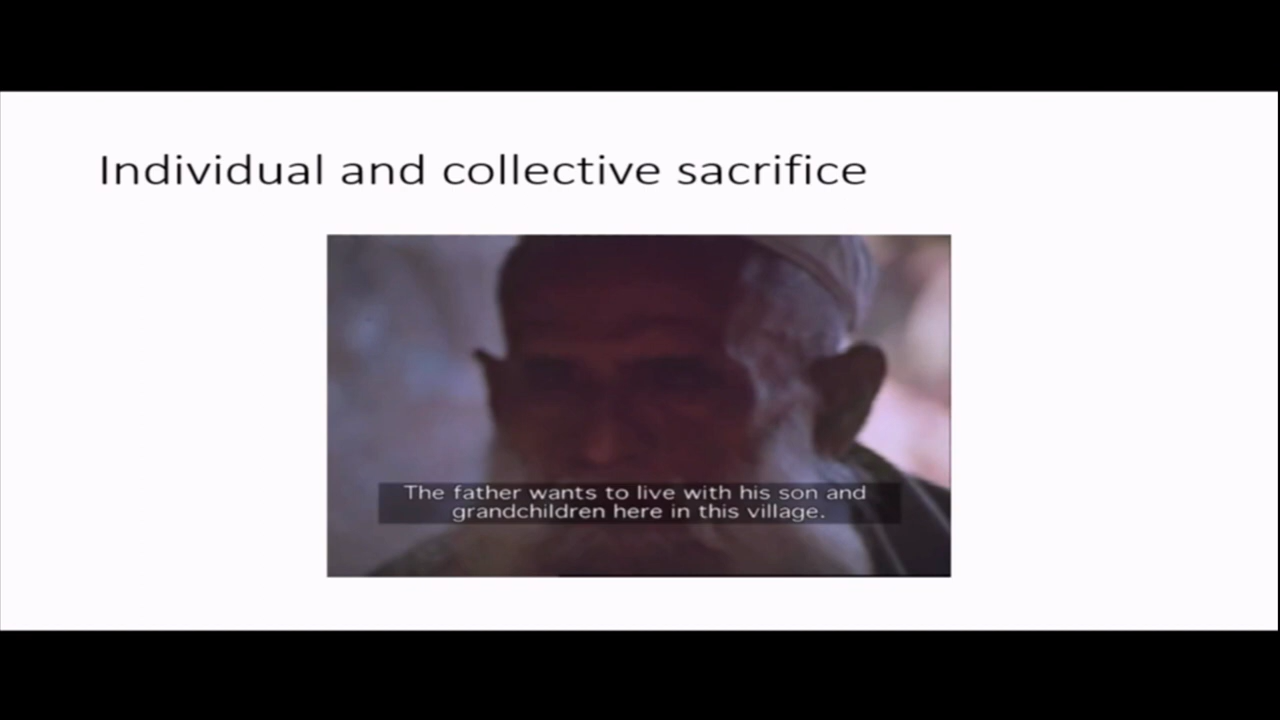 Individual and collective sacrifice
The father wants to live with his son and
grandchildren here in this village.